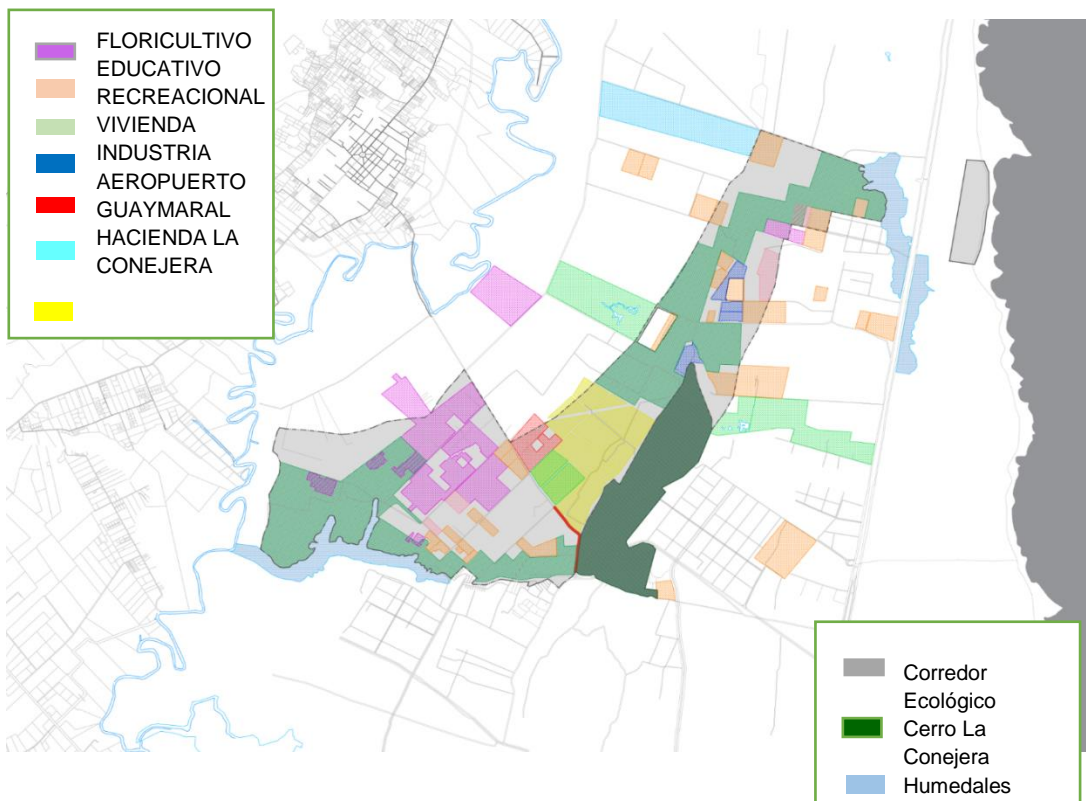 FLORICULTIVO
EDUCATIVO
RECREACIONAL
VIVIENDA
INDUSTRIA
AEROPUERTO
GUAYMARAL
HACIENDA LA
CONEJERA
Corredor
Ecológico
Cerro La
Conejera
Humedales